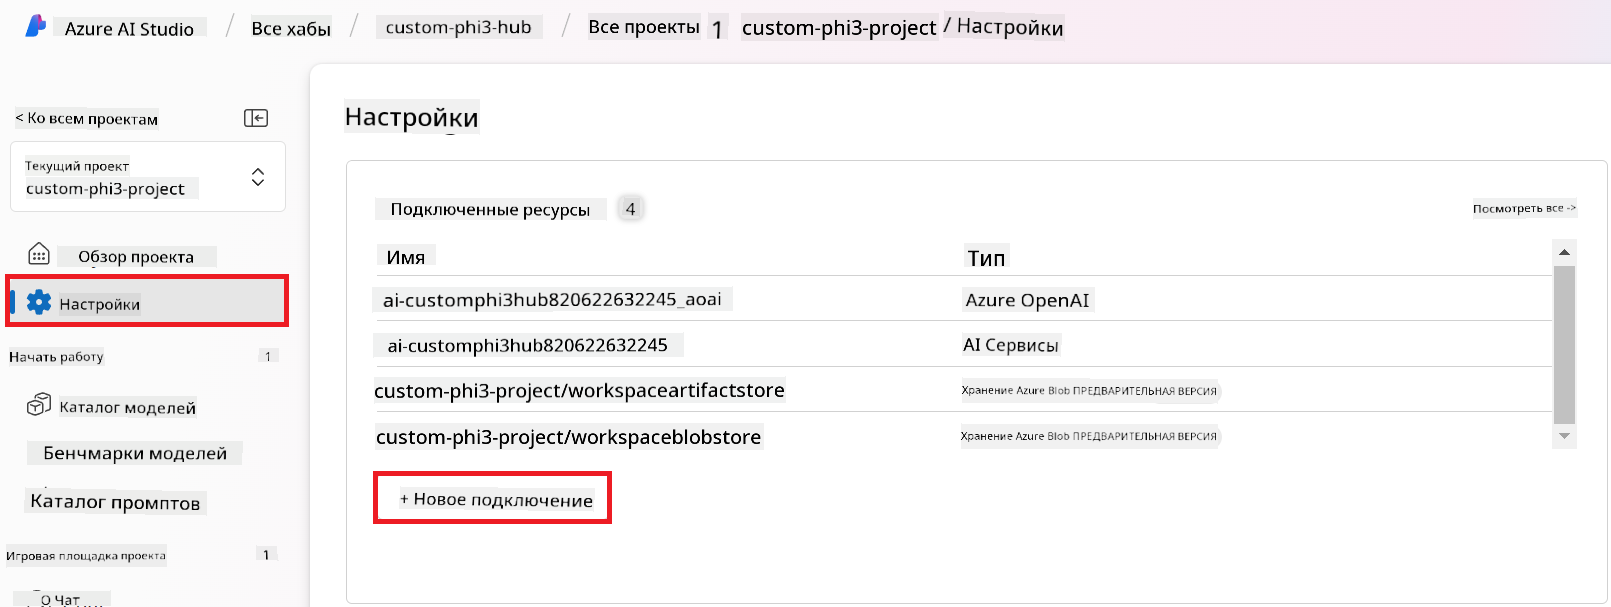 Azure AI Studio / Все хабы / custom-phi3-hub / Все проекты 1 custom-phi3-project / Настройки
< Ко всем проектам
Текущий проект
custom-phi3-project
Обзор проекта
Настройки
Начать работу 1
Каталог моделей
Бенчмарки моделей
Каталог промптов
Игровая площадка проекта 1
Чат
Настройки
Подключенные ресурсы 4
Посмотреть все ->
Имя Тип
ai-customphi3hub820622632245_aoai Azure OpenAI
ai-customphi3hub820622632245 AI Сервисы
custom-phi3-project/workspaceartifactstore Хранение Azure Blob ПРЕДВАРИТЕЛЬНАЯ ВЕРСИЯ
custom-phi3-project/workspaceblobstore Хранение Azure Blob ПРЕДВАРИТЕЛЬНАЯ ВЕРСИЯ
+ Новое подключение